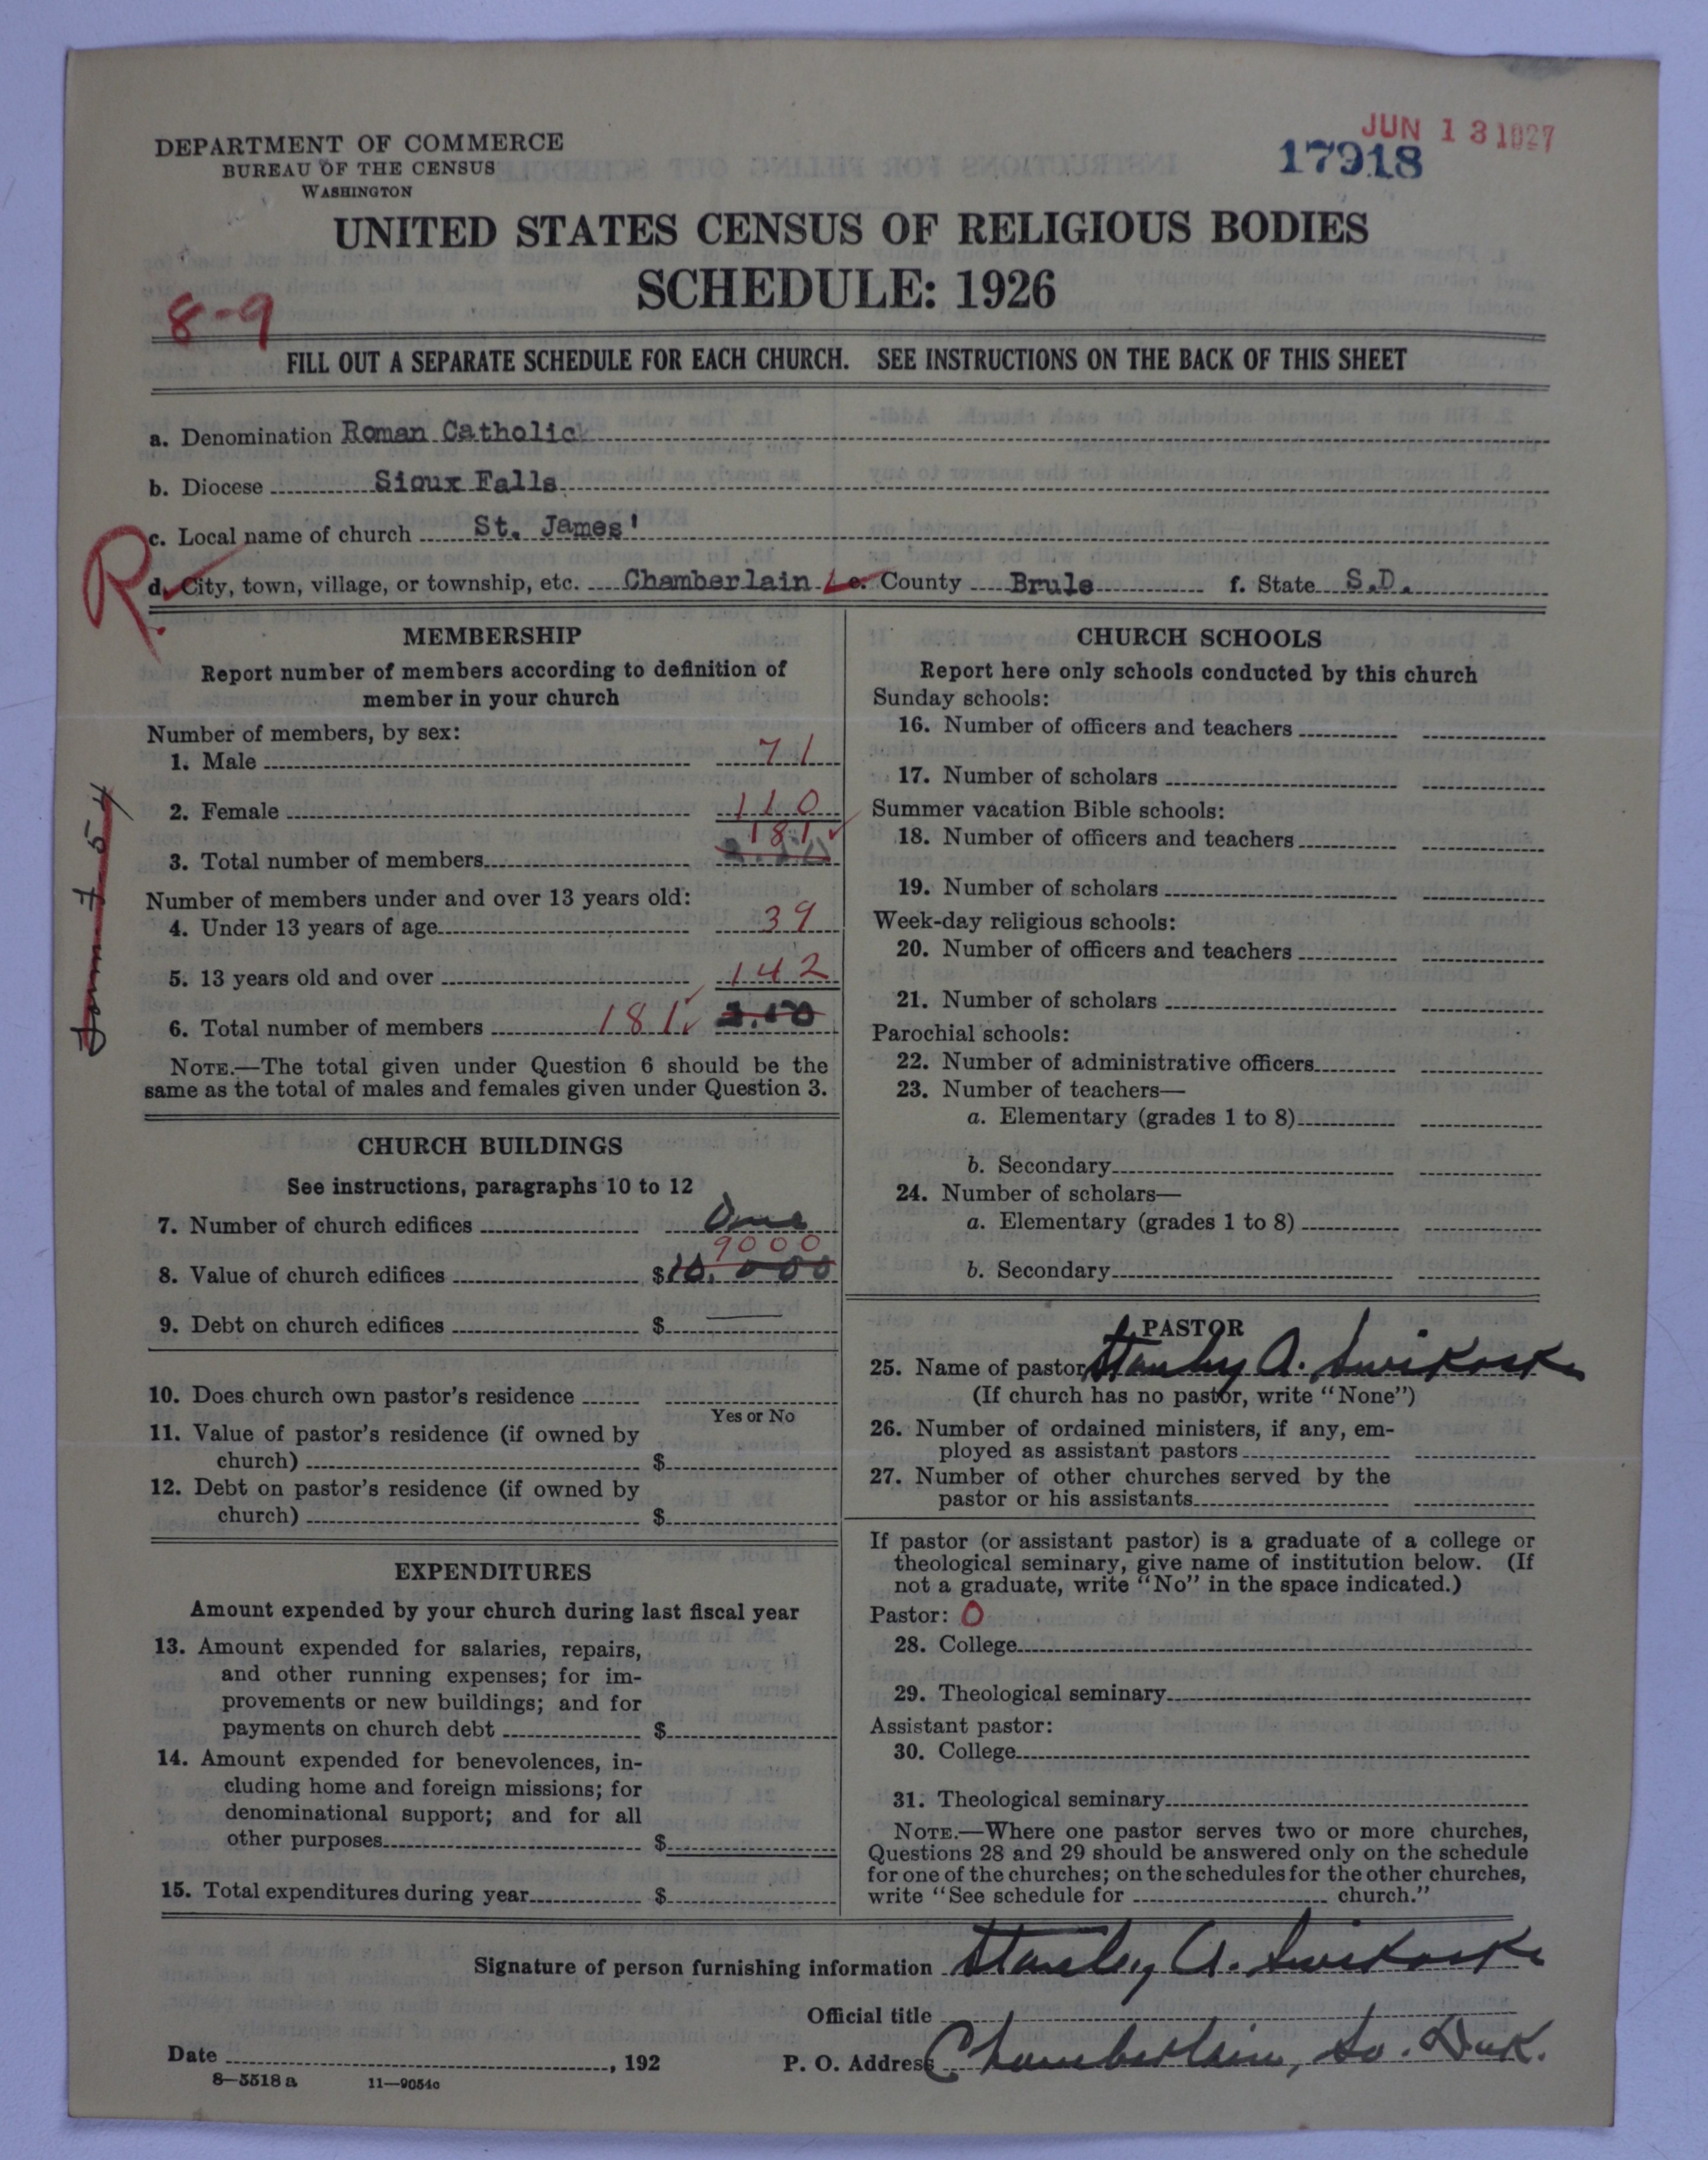 JUN 13 1927
DEPARTMENT OF COMMERCE
17918
BUREAU OF THE CENSUS
WASHINGTON
UNITED STATES CENSUS OF RELIGIOUS BODIES
SCHEDULE: 1926
8-9
FILL OUT A SEPARATE SCHEDULE FOR EACH CHURCH. SEE INSTRUCTIONS ON THE BACK OF THIS SHEET
a. Denomination Roman Catholic
b. Diocese Sioux Falls
c. Local name of church St. James'
R.
d. City, town, village, or township, etc. Chamberlain e. County Brule f. State S.D.
MEMBERSHIP
Report number of members according to definition of
member in your church
Number of members, by sex:
1. Male 71
2. Female 110
181
3. Total number of members
Number of members under and over 13 years old:
4. Under 13 years of age 39
5. 13 years old and over 142
6. Total number of members 181
NOTE.—The total given under Question 6 should be the
same as the total of males and females given under Question 3.
CHURCH BUILDINGS
See instructions, paragraphs 10 to 12
7. Number of church edifices One
9000
8. Value of church edifices $10.000
9. Debt on church edifices $ —
10. Does church own pastor's residence
Yes or No
11. Value of pastor's residence (if owned by
church) $
12. Debt on pastor's residence (if owned by
church) $
EXPENDITURES
Amount expended by your church during last fiscal year
13. Amount expended for salaries, repairs,
and other running expenses; for im-
provements or new buildings; and for
payments on church debt $
14. Amount expended for benevolences, in-
cluding home and foreign missions; for
denominational support; and for all
other purposes $
15. Total expenditures during year $
CHURCH SCHOOLS
Report here only schools conducted by this church
Sunday schools:
16. Number of officers and teachers
17. Number of scholars
Summer vacation Bible schools:
18. Number of officers and teachers
19. Number of scholars
Week-day religious schools:
20. Number of officers and teachers
21. Number of scholars
Parochial schools:
22. Number of administrative officers
23. Number of teachers—
a. Elementary (grades 1 to 8)
b. Secondary
24. Number of scholars—
a. Elementary (grades 1 to 8)
b. Secondary
PASTOR
25. Name of pastor Stanley A. Swikoske
(If church has no pastor, write "None")
26. Number of ordained ministers, if any, em-
ployed as assistant pastors
27. Number of other churches served by the
pastor or his assistants
If pastor (or assistant pastor) is a graduate of a college or
theological seminary, give name of institution below. (If
not a graduate, write "No" in the space indicated.)
Pastor: 0
28. College
29. Theological seminary
Assistant pastor:
30. College
31. Theological seminary
NOTE.—Where one pastor serves two or more churches,
Questions 28 and 29 should be answered only on the schedule
for one of the churches; on the schedules for the other churches,
write "See schedule for church."
Signature of person furnishing information Stanley A. Swikoske
Official title
Date , 192 P. O. Address Chamberlain, So. Dak.
8—5518 a 11—9054c